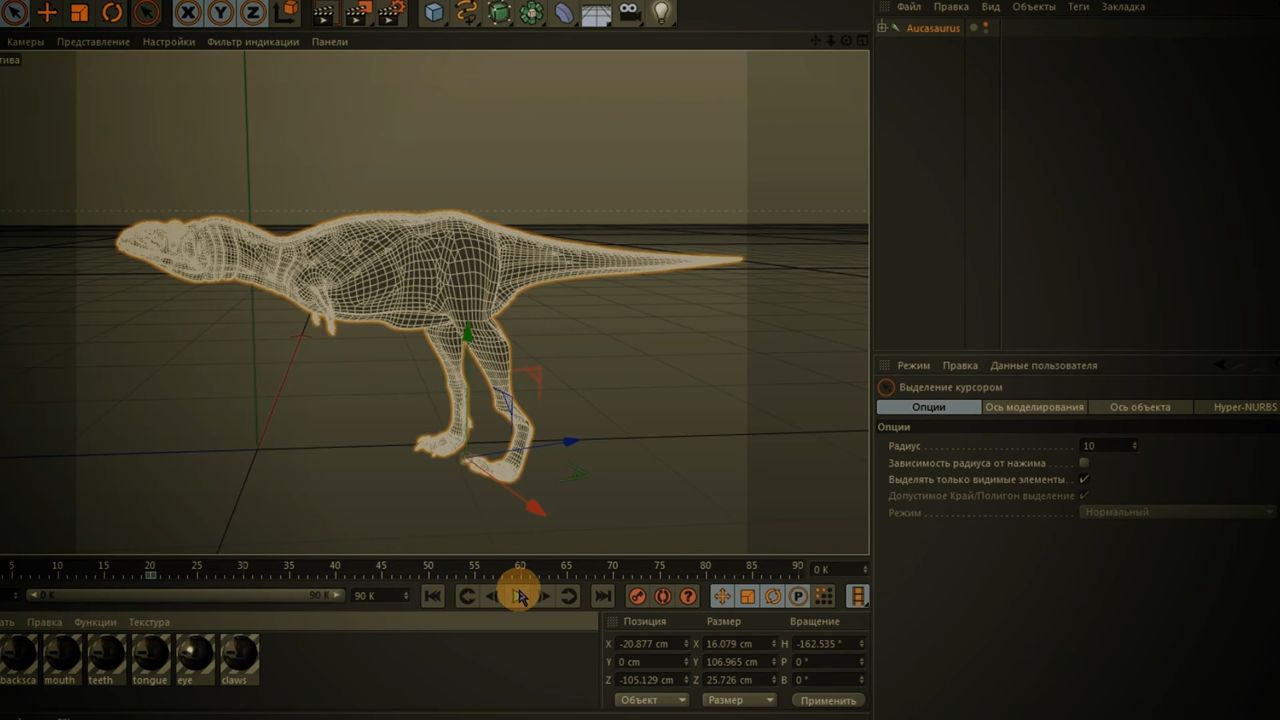 X Y Z
Файл Правка Вид Объекты Теги Закладка
Камеры Представление Настройки Фильтр индикации Панели
Aucasaurus
тива
Режим Правка Данные пользователя
Выделение курсором
Опции Ось моделирования Ось объекта Hyper-NURBS
Опции
Радиус 10
Зависимость радиуса от нажима
Выделять только видимые элементы
Допустимое Край/Полигон выделение
Режим Нормальный
5 10 15 20 25 30 35 40 45 50 55 60 65 70 75 80 85 90 0 K
0 K 90 K 90 K
P
ать Правка Функции Текстура
Позиция Размер Вращение
X -20.877 cm X 16.079 cm H -162.535 °
Y 0 cm Y 106.965 cm P 0 °
Z -105.129 cm Z 25.726 cm B 0 °
backsca mouth teeth tongue eye claws
Объект Размер Применить